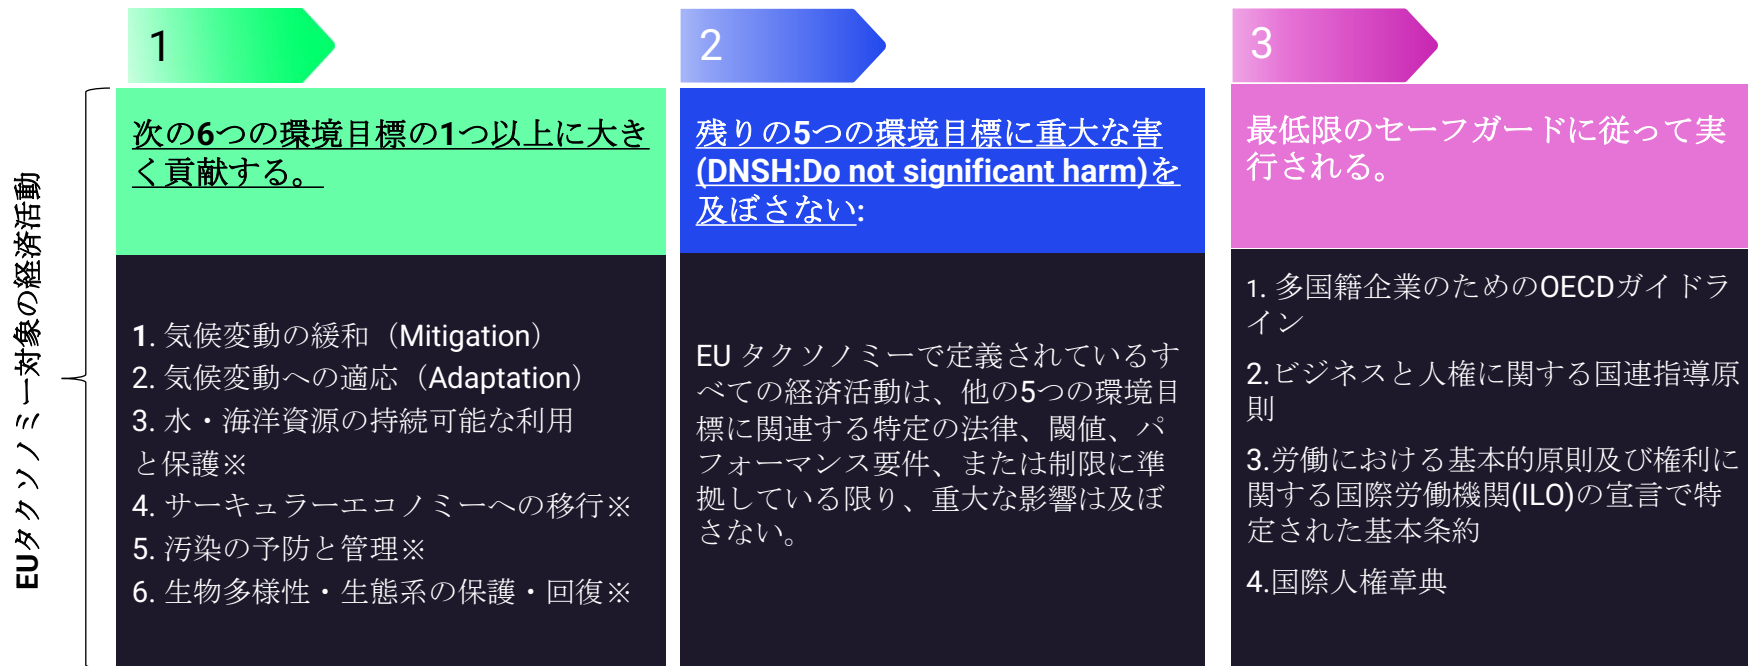 1
次の6つの環境目標の1つ以上に大き
く貢献する。
1. 気候変動の緩和（Mitigation）
2. 気候変動への適応（Adaptation）
3. 水・海洋資源の持続可能な利用
と保護※
4. サーキュラーエコノミーへの移行※
5. 汚染の予防と管理※
6. 生物多様性・生態系の保護・回復※
2
残りの5つの環境目標に重大な害
(DNSH:Do not significant harm)を
及ぼさない:
EU タクソノミーで定義されているす
べての経済活動は、他の5つの環境目
標に関連する特定の法律、閾値、パ
フォーマンス要件、または制限に準
拠している限り、重大な影響は及ぼ
さない。
3
最低限のセーフガードに従って実
行される。
1. 多国籍企業のためのOECDガイドラ
イン
2.ビジネスと人権に関する国連指導原
則
3.労働における基本的原則及び権利に
関する国際労働機関(ILO)の宣言で特
定された基本条約
4.国際人権章典
EUタクソノミー対象の経済活動